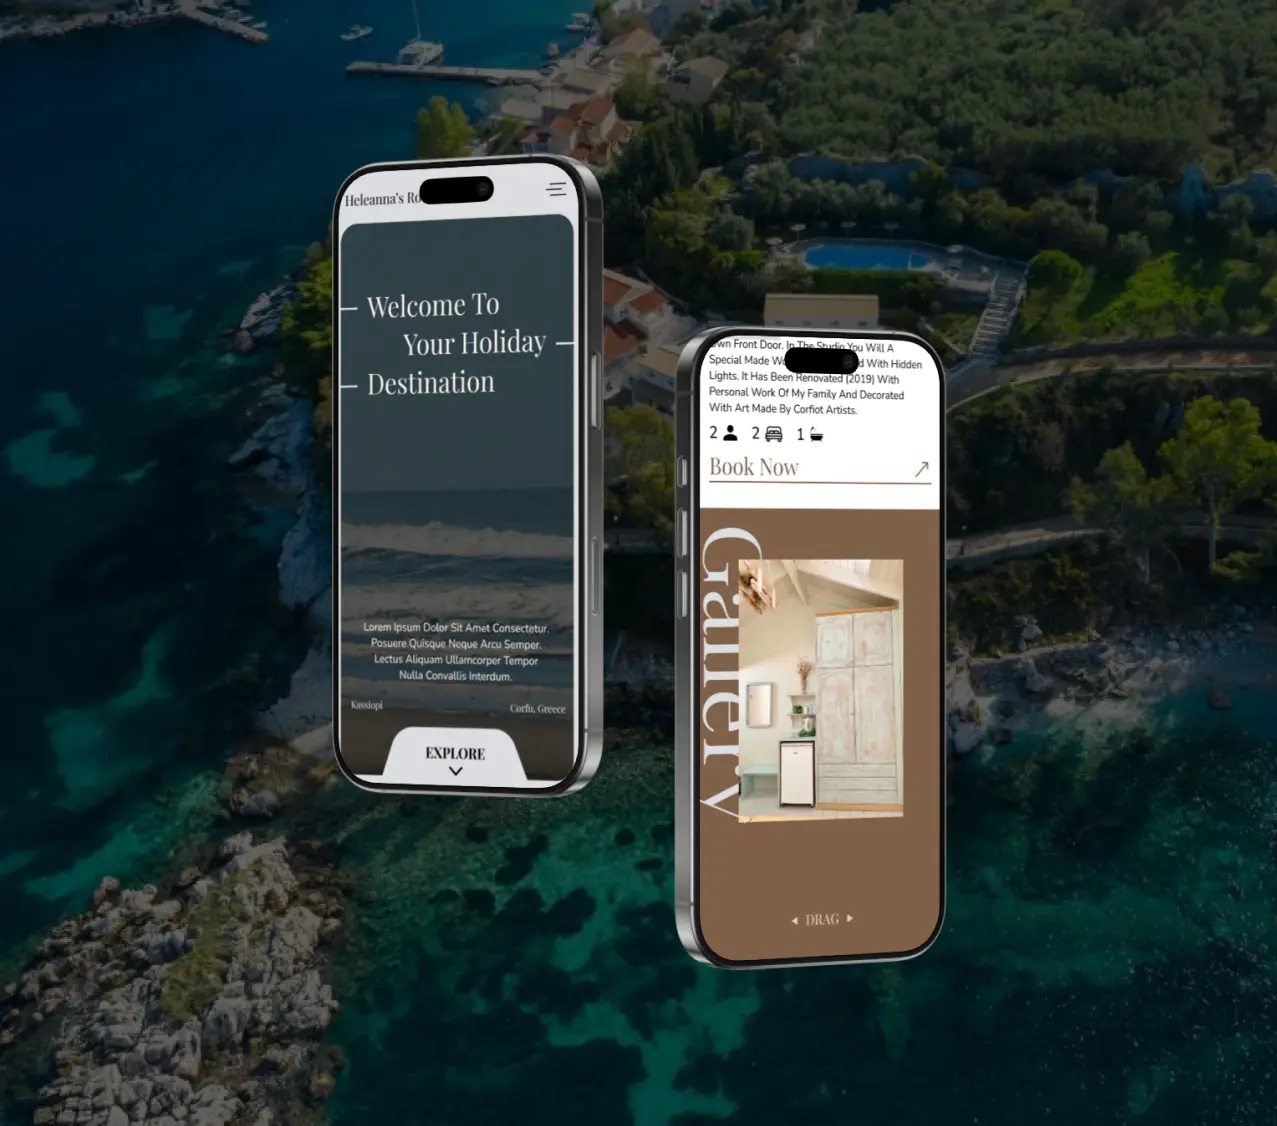 Heleanna's
Welcome To
Your Holiday
Destination
Lorem Ipsum Dolor Sit Amet Consectetur.
Posuere Quisque Neque Arcu Semper.
Lectus Aliquam Ullamcorper Tempor
Nulla Convallis Interdum.
Kassiopi
Corfu, Greece
EXPLORE
Own Front Door. In The Studio You Will A
Special Made With Hidden
Lights. It Has Been Renovated (2019) With
Personal Work Of My Family And Decorated
With Art Made By Corfiot Artists.
2 2 1
Book Now
Gallery
DRAG